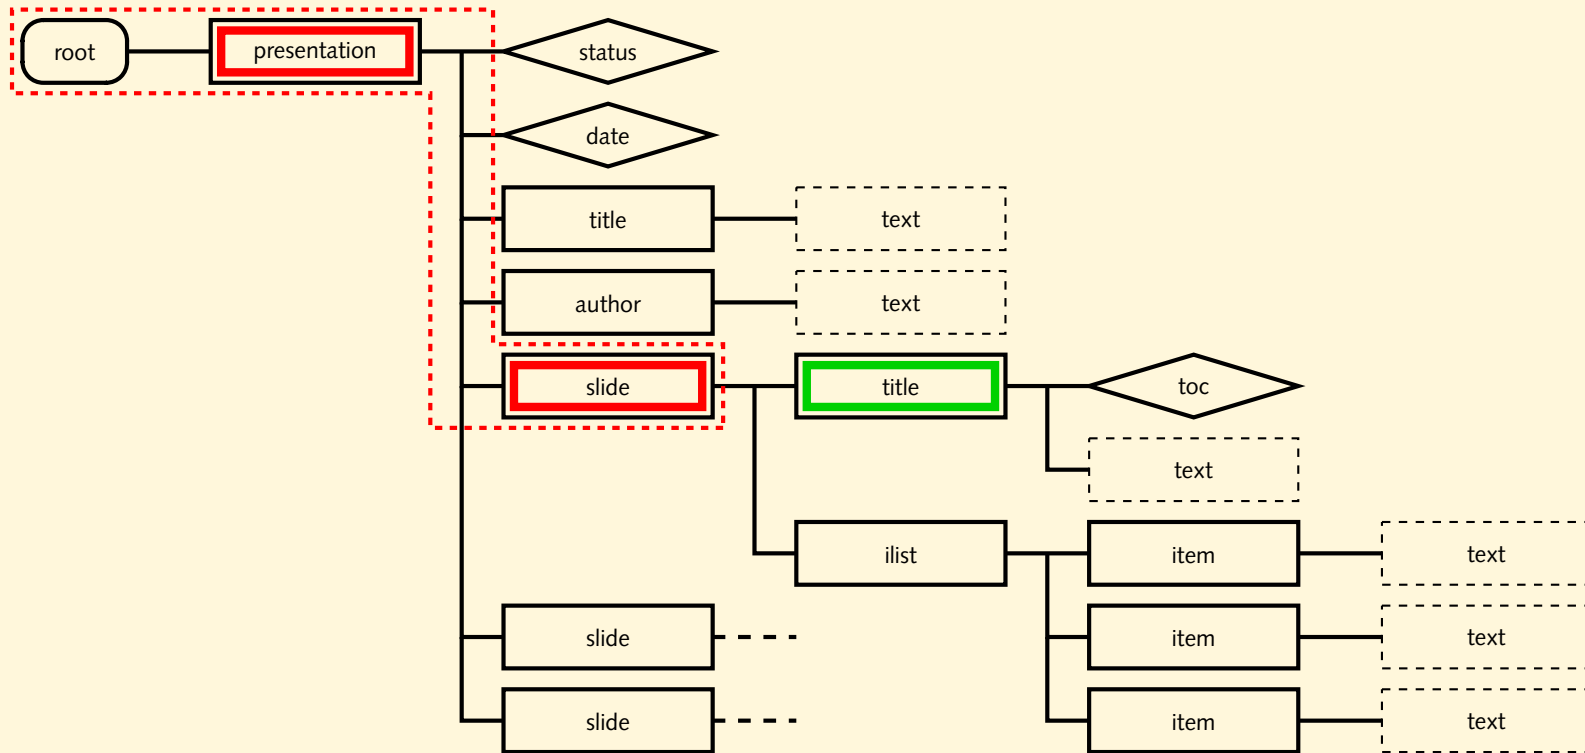 root
presentation
status
date
title
text
author
text
slide
title
toc
text
ilist
item
text
slide
item
text
slide
item
text